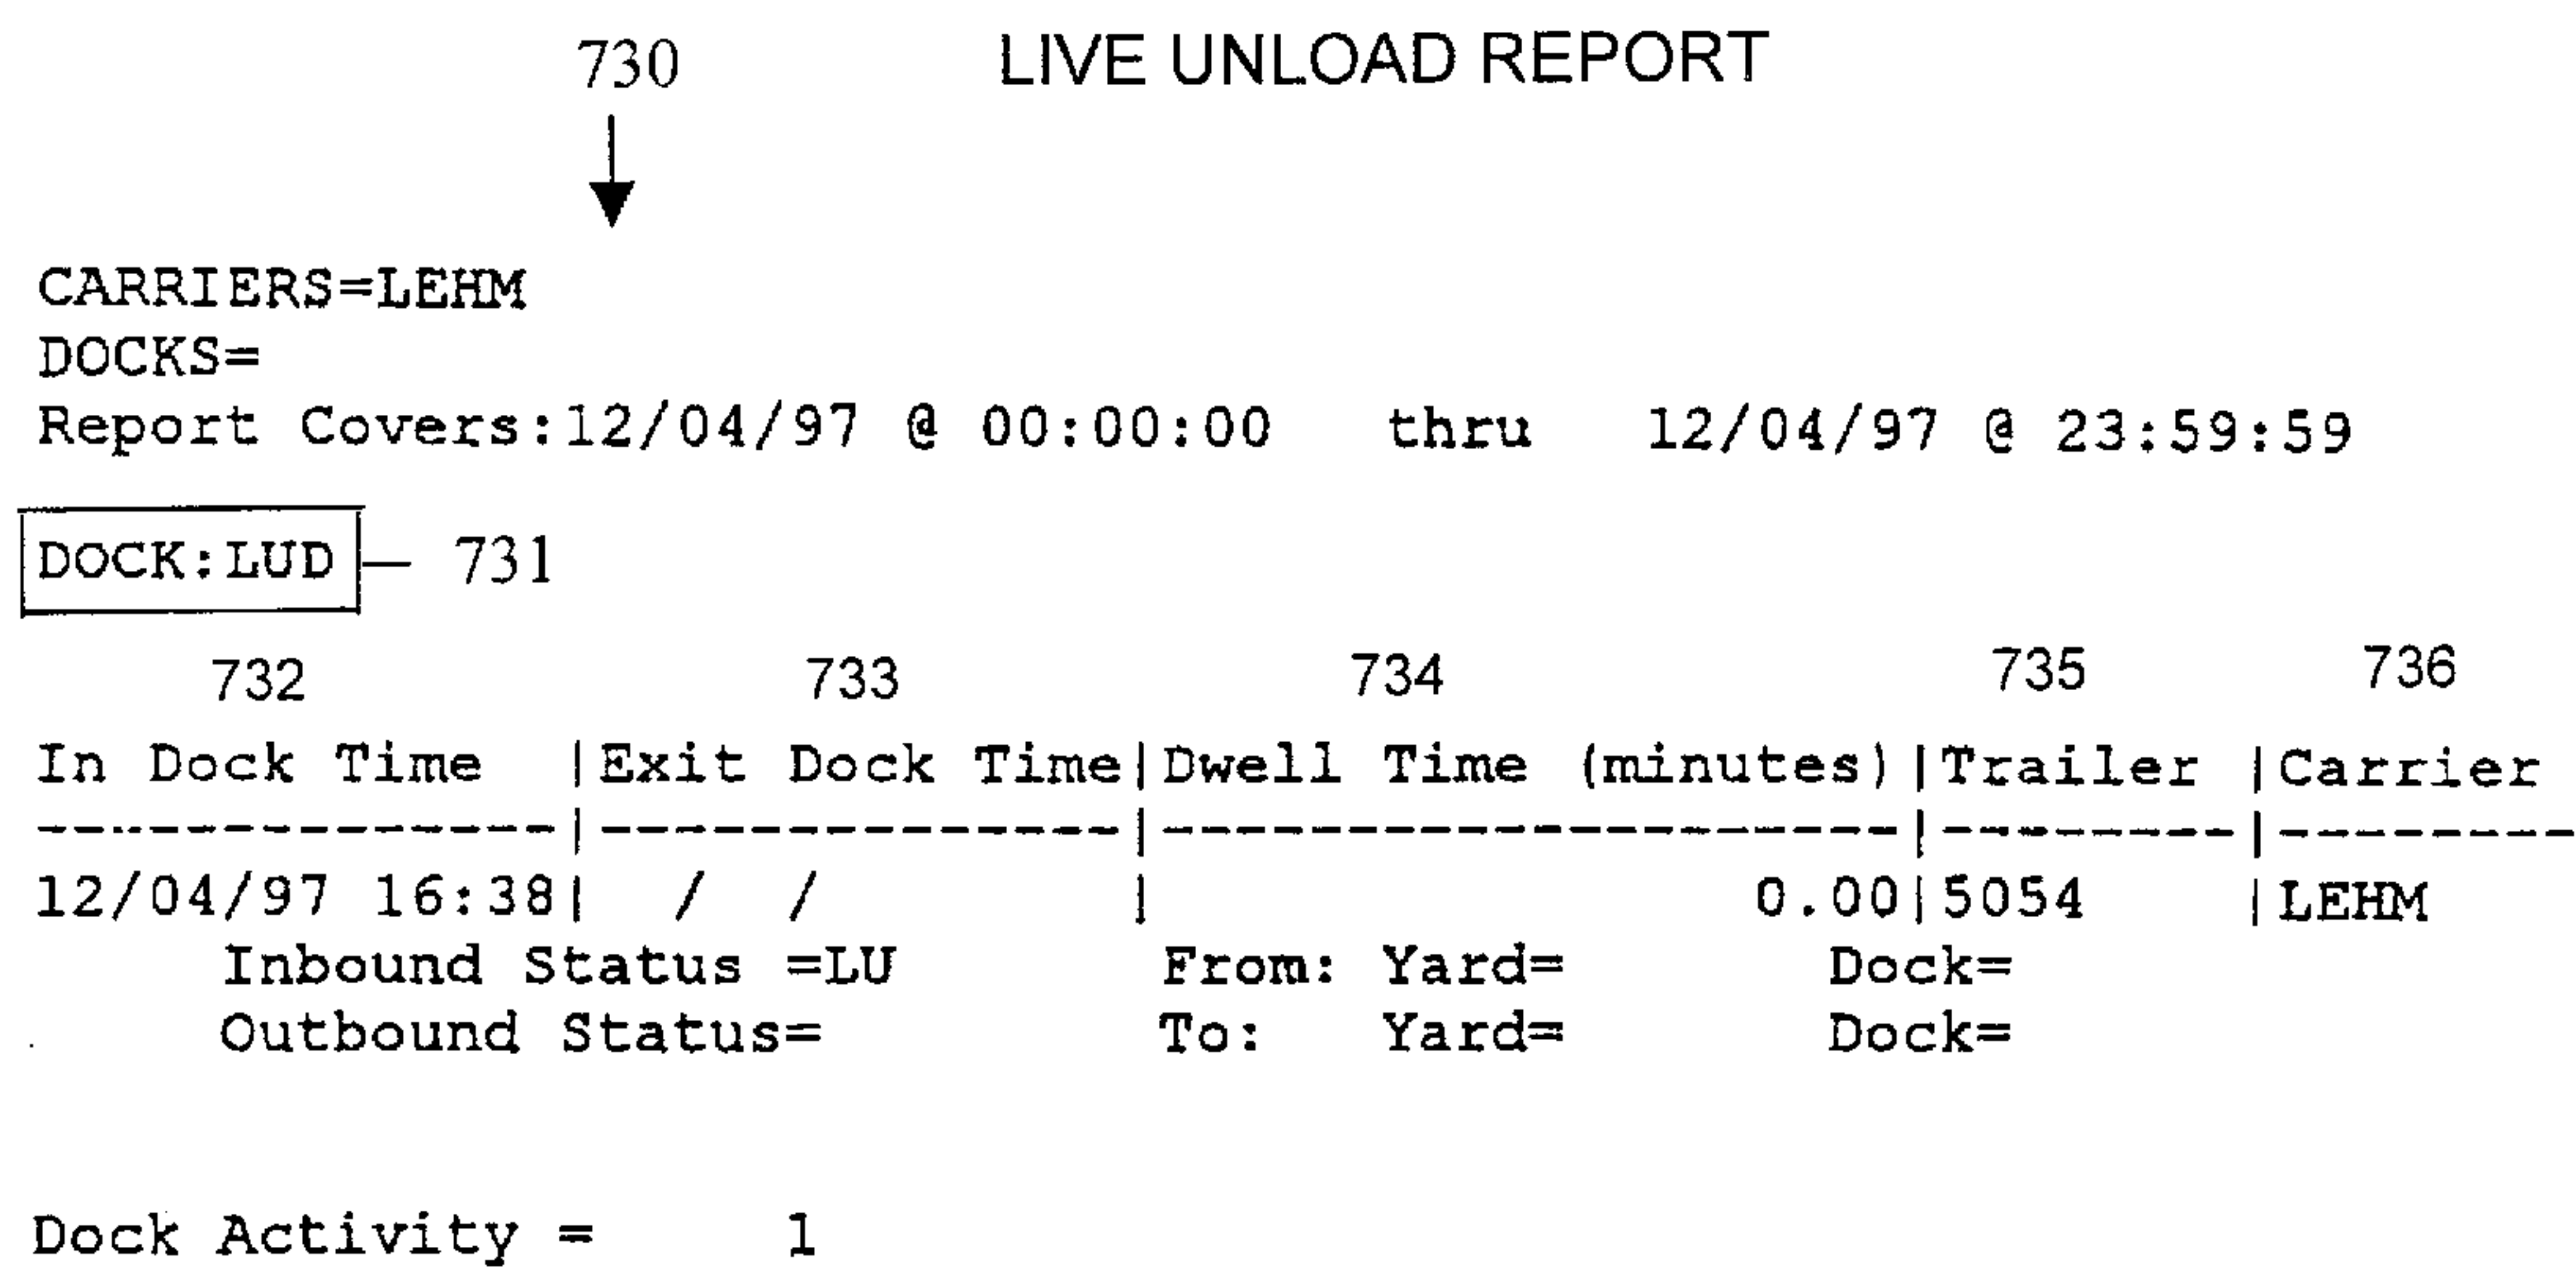 730 LIVE UNLOAD REPORT
CARRIERS=LEHM
DOCKS=
Report Covers:12/04/97 @ 00:00:00 thru 12/04/97 @ 23:59:59
DOCK:LUD 731
732 733 734 735 736
In Dock Time |Exit Dock Time|Dwell Time (minutes)|Trailer |Carrier
--------------|--------------|--------------------|--------|--------
12/04/97 16:38| / / | 0.00|5054 |LEHM
Inbound Status =LU From: Yard= Dock=
Outbound Status= To: Yard= Dock=
Dock Activity = 1